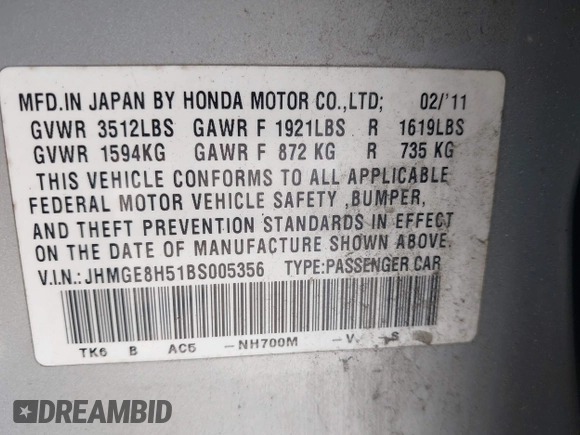 MFD.IN JAPAN BY HONDA MOTOR CO.,LTD; 02/'11
GVWR 3512LBS GAWR F 1921LBS R 1619LBS
GVWR 1594KG GAWR F 872 KG R 735 KG
THIS VEHICLE CONFORMS TO ALL APPLICABLE
FEDERAL MOTOR VEHICLE SAFETY ,BUMPER,
AND THEFT PREVENTION STANDARDS IN EFFECT
ON THE DATE OF MANUFACTURE SHOWN ABOVE.
V.I.N.: JHMGE8H51BS005356 TYPE:PASSENGER CAR
TK6 B AC5 -NH700M -V -S
DREAMBID